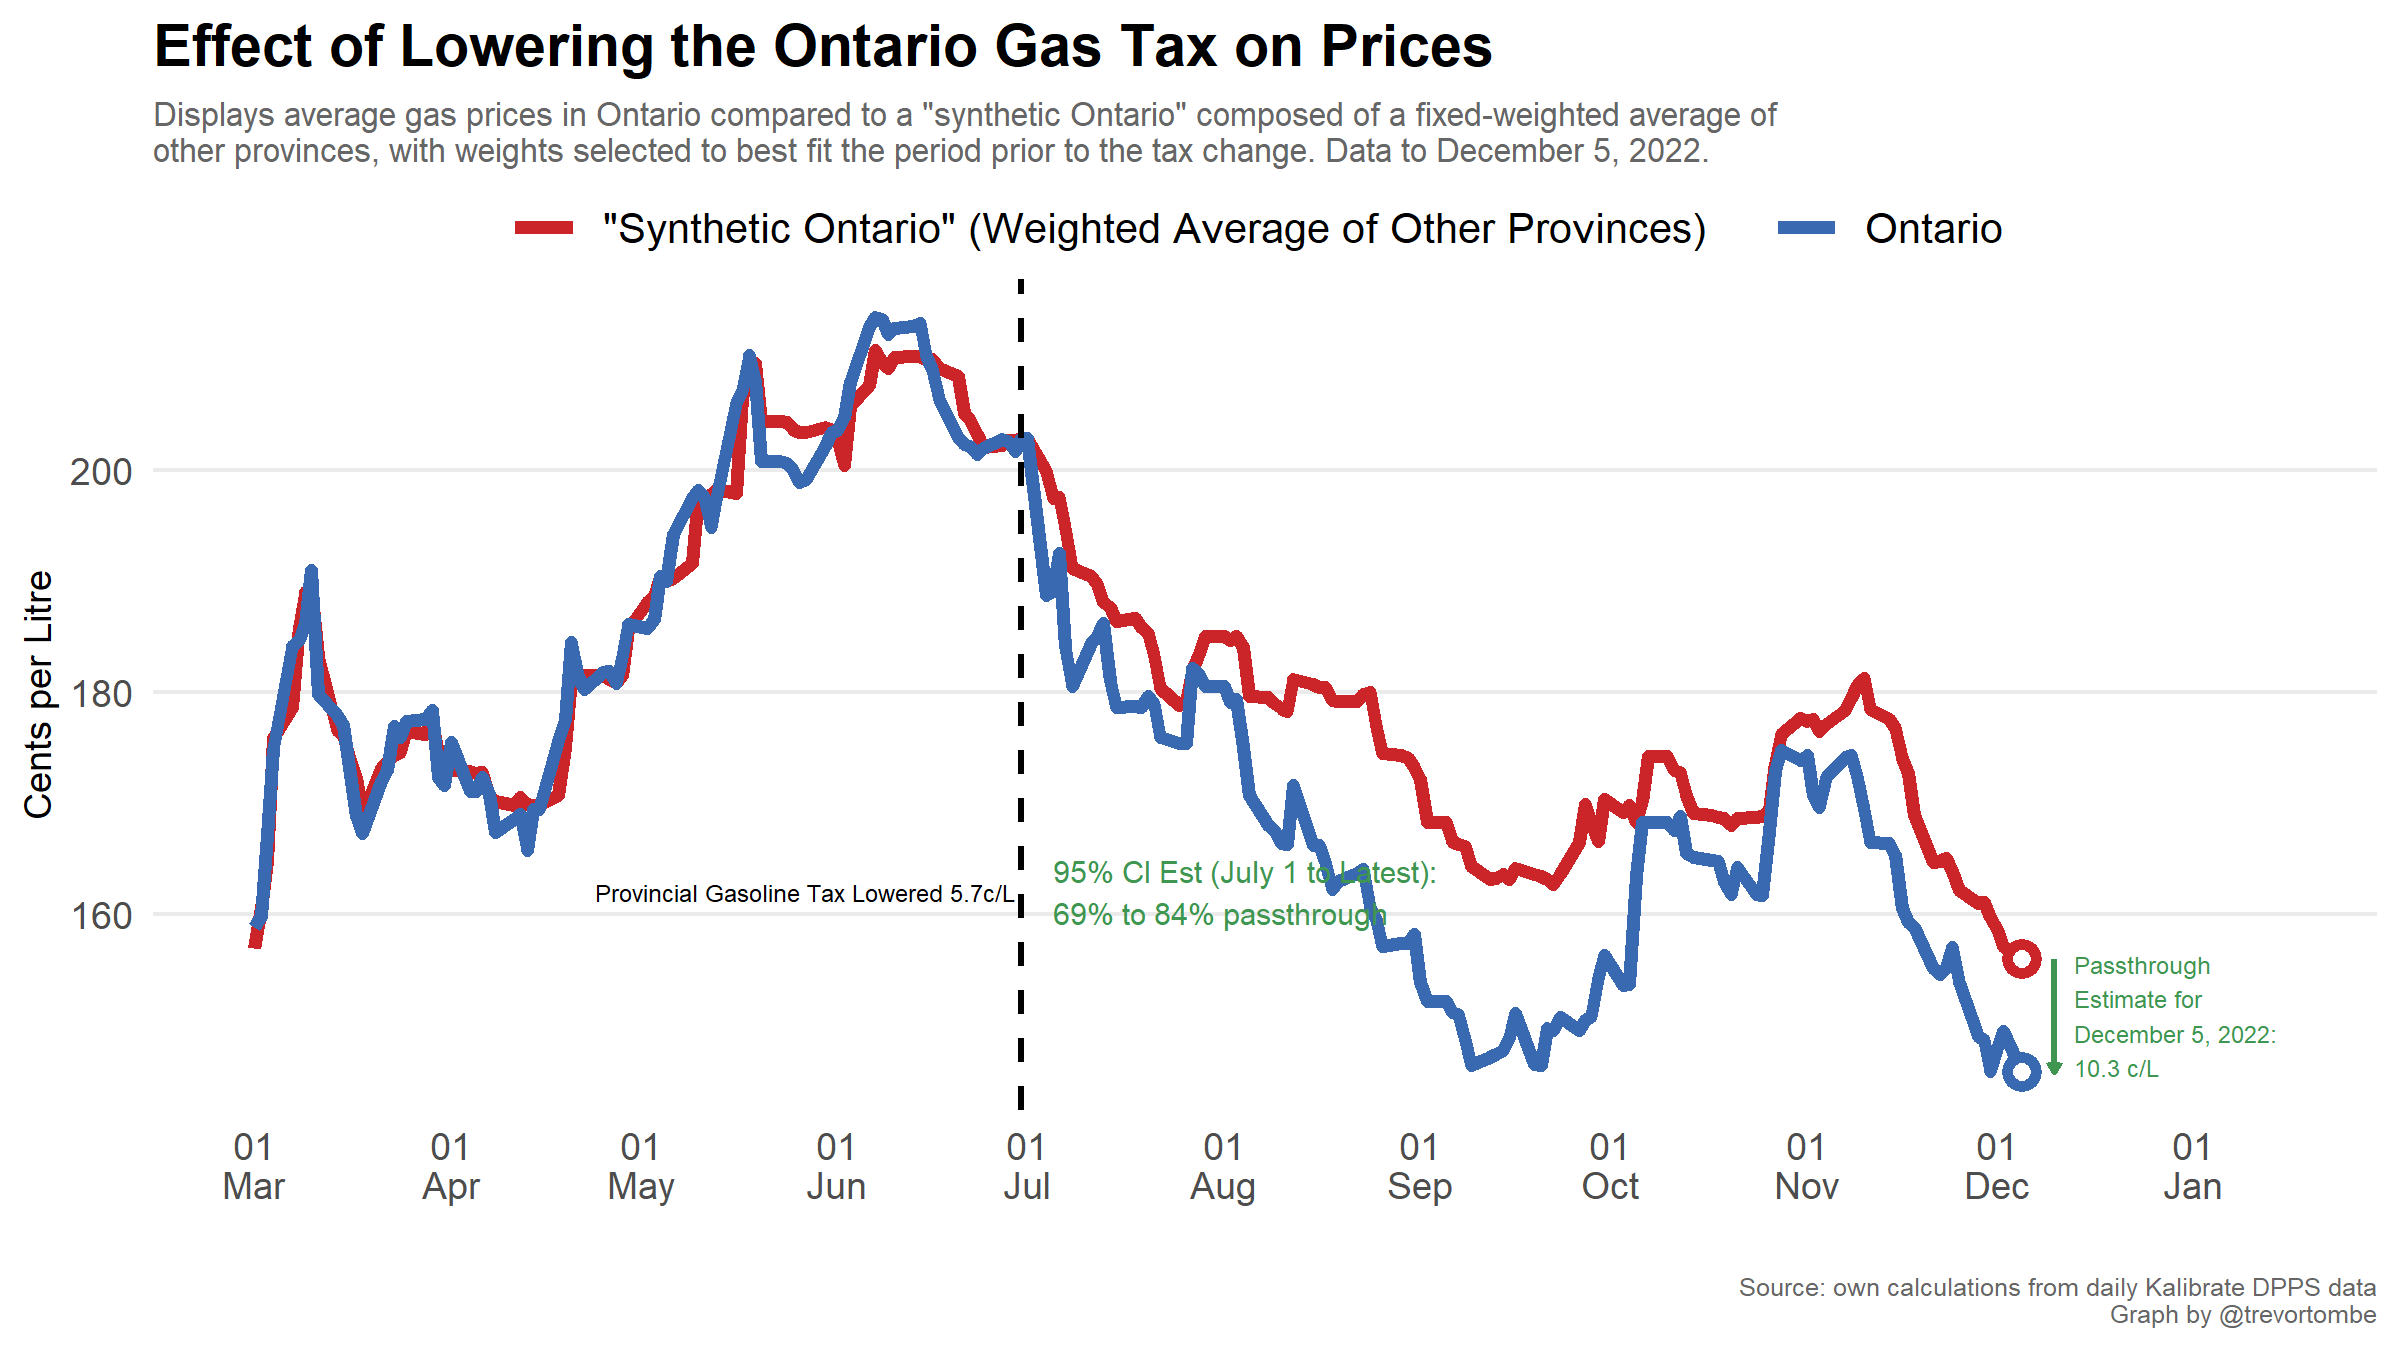 Effect of Lowering the Ontario Gas Tax on Prices
Displays average gas prices in Ontario compared to a "synthetic Ontario" composed of a fixed-weighted average of
other provinces, with weights selected to best fit the period prior to the tax change. Data to December 5, 2022.
"Synthetic Ontario" (Weighted Average of Other Provinces)
Ontario
Cents per Litre
200
180
160
Provincial Gasoline Tax Lowered 5.7c/L
95% CI Est (July 1 to Latest):
69% to 84% passthrough
Passthrough
Estimate for
December 5, 2022:
10.3 c/L
01 01 01 01 01 01 01 01 01 01 01
Mar Apr May Jun Jul Aug Sep Oct Nov Dec Jan
Source: own calculations from daily Kalibrate DPPS data
Graph by @trevortombe